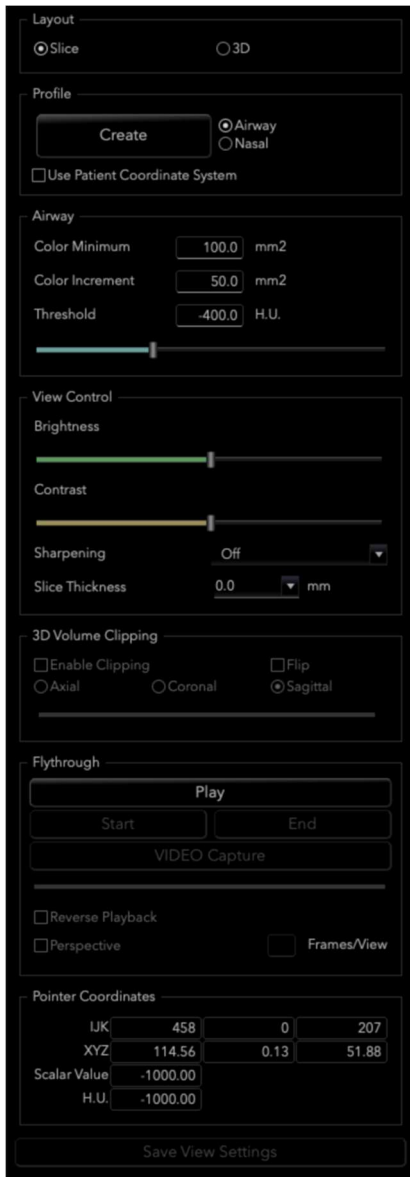 Layout
Slice 3D
Profile
Create Airway
Nasal
Use Patient Coordinate System
Airway
Color Minimum 100.0 mm2
Color Increment 50.0 mm2
Threshold -400.0 H.U.
View Control
Brightness
Contrast
Sharpening Off
Slice Thickness 0.0 mm
3D Volume Clipping
Enable Clipping Flip
Axial Coronal Sagittal
Flythrough
Play
Start End
VIDEO Capture
Reverse Playback
Perspective Frames/View
Pointer Coordinates
IJK 458 0 207
XYZ 114.56 0.13 51.88
Scalar Value -1000.00
H.U. -1000.00
Save View Settings